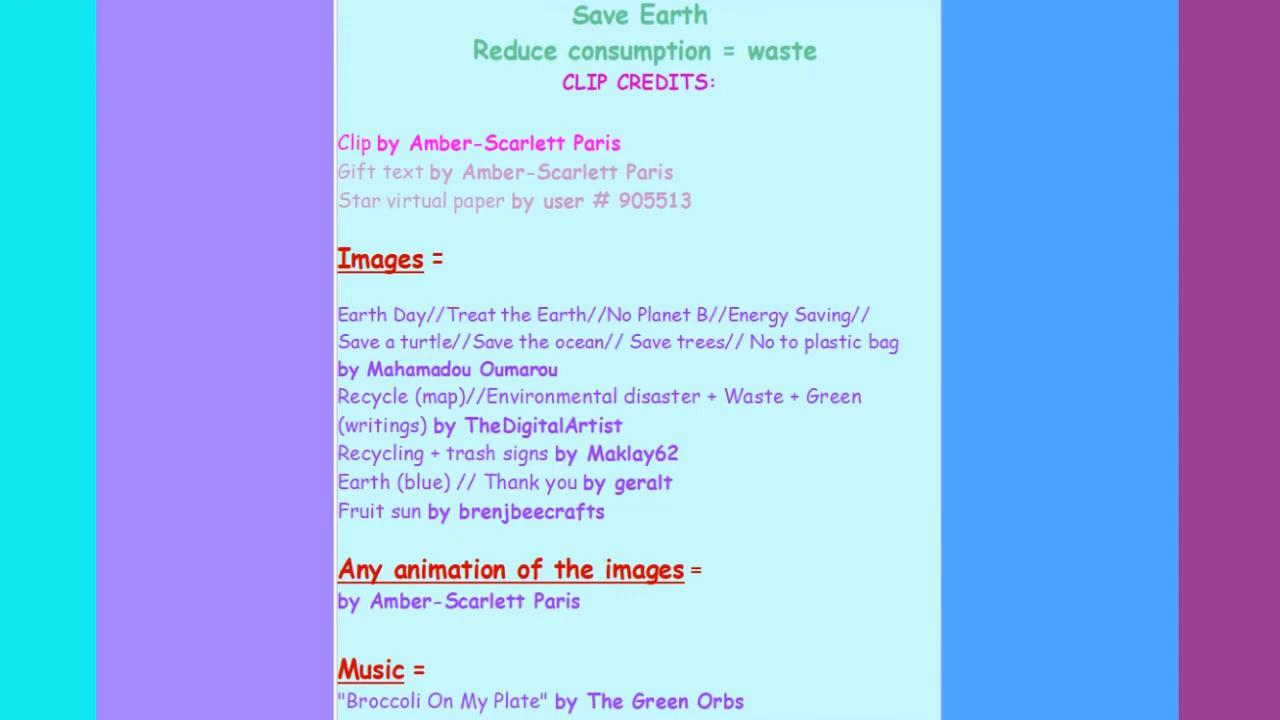 Save Earth
Reduce consumption = waste
CLIP CREDITS:
Clip by Amber-Scarlett Paris
Gift text by Amber-Scarlett Paris
Star virtual paper by user # 905513
Images =
Earth Day//Treat the Earth//No Planet B//Energy Saving//
Save a turtle//Save the ocean// Save trees// No to plastic bag
by Mahamadou Oumarou
Recycle (map)//Environmental disaster + Waste + Green
(writings) by TheDigitalArtist
Recycling + trash signs by Maklay62
Earth (blue) // Thank you by geralt
Fruit sun by brenjbeecrafts
Any animation of the images =
by Amber-Scarlett Paris
Music =
"Broccoli On My Plate" by The Green Orbs